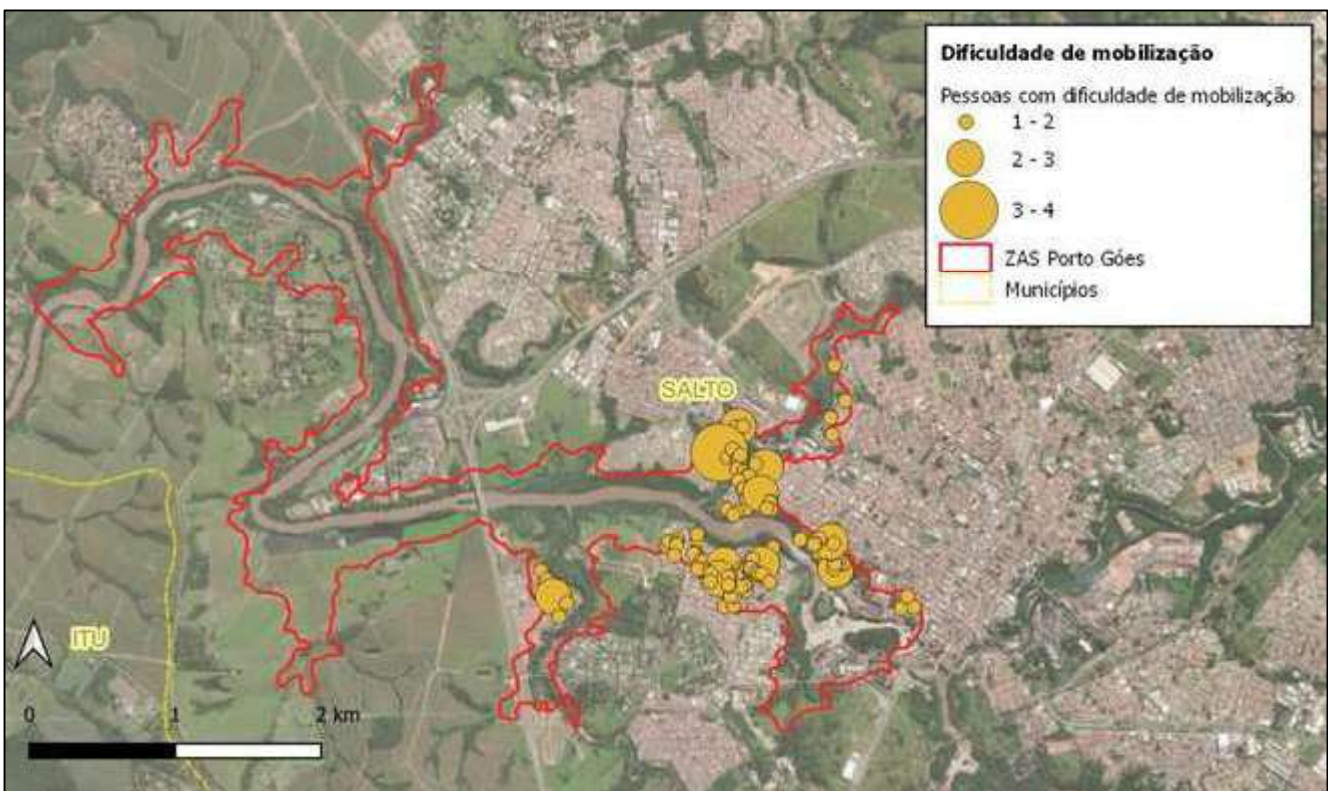 Dificuldade de mobilização
Pessoas com dificuldade de mobilização
1 - 2
2 - 3
3 - 4
ZAS Porto Góes
Municípios
SALTO
ITU
0 1 2 km